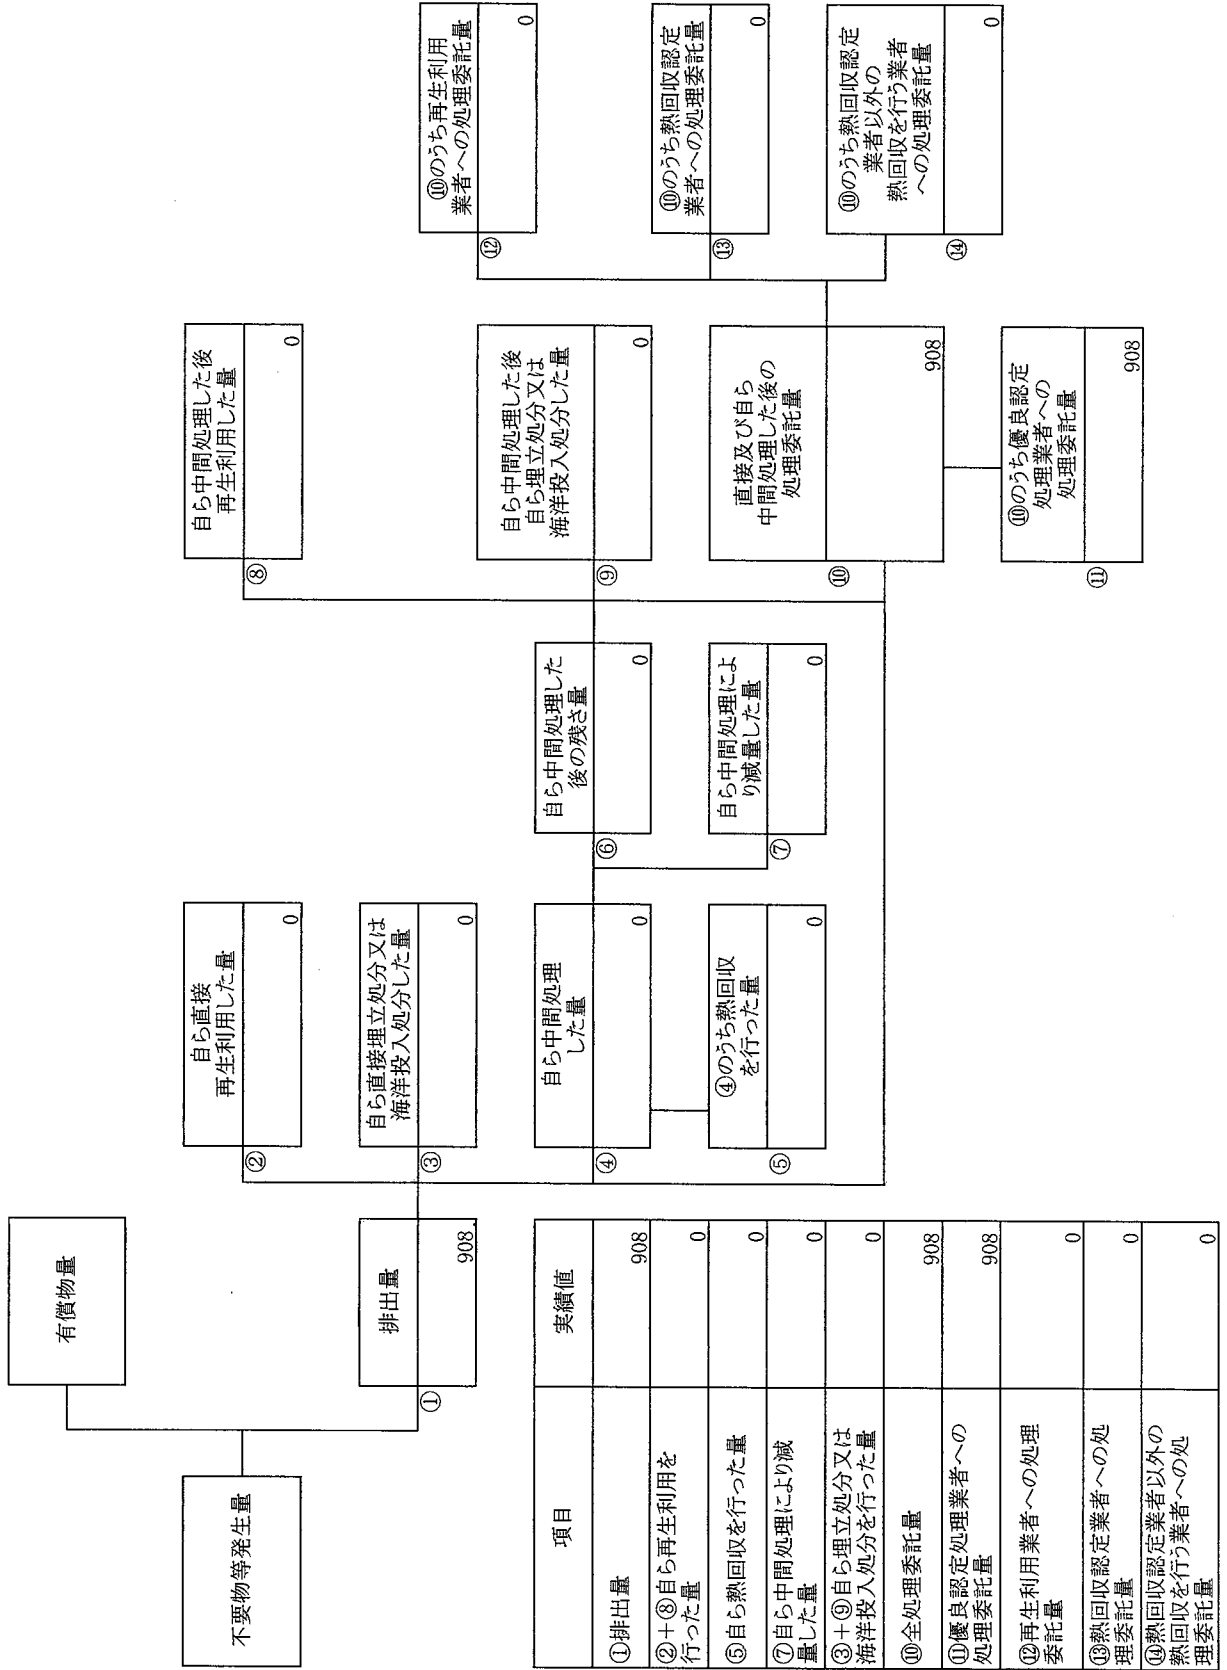 不要物等発生量
有償物量
①
排出量
908
②
自ら直接
再生利用した量
0
③
自ら直接埋立処分又は
海洋投入処分した量
0
④
自ら中間処理
した量
0
⑤
④のうち熱回収
を行った量
0
⑥
自ら中間処理した
後の残さ量
0
⑦
自ら中間処理によ
り減量した量
0
⑧
自ら中間処理した後
再生利用した量
0
⑨
自ら中間処理した後
自ら埋立処分又は
海洋投入処分した量
0
⑩
直接及び自ら
中間処理した後の
処理委託量
908
⑪
⑩のうち優良認定
処理業者への
処理委託量
908
⑫
⑩のうち再生利用
業者への処理委託量
0
⑬
⑩のうち熱回収認定
業者への処理委託量
0
⑭
⑩のうち熱回収認定
業者以外の
熱回収を行う業者
への処理委託量
0
項目 実績値
①排出量 908
②+⑧自ら再生利用を
行った量 0
⑤自ら熱回収を行った量 0
⑦自ら中間処理により減
量した量 0
③+⑨自ら埋立処分又は
海洋投入処分を行った量 0
⑩全処理委託量 908
⑪優良認定処理業者への
処理委託量 908
⑫再生利用業者への処理
委託量 0
⑬熱回収認定業者への処
理委託量 0
⑭熱回収認定業者以外の
熱回収を行う業者への処
理委託量 0